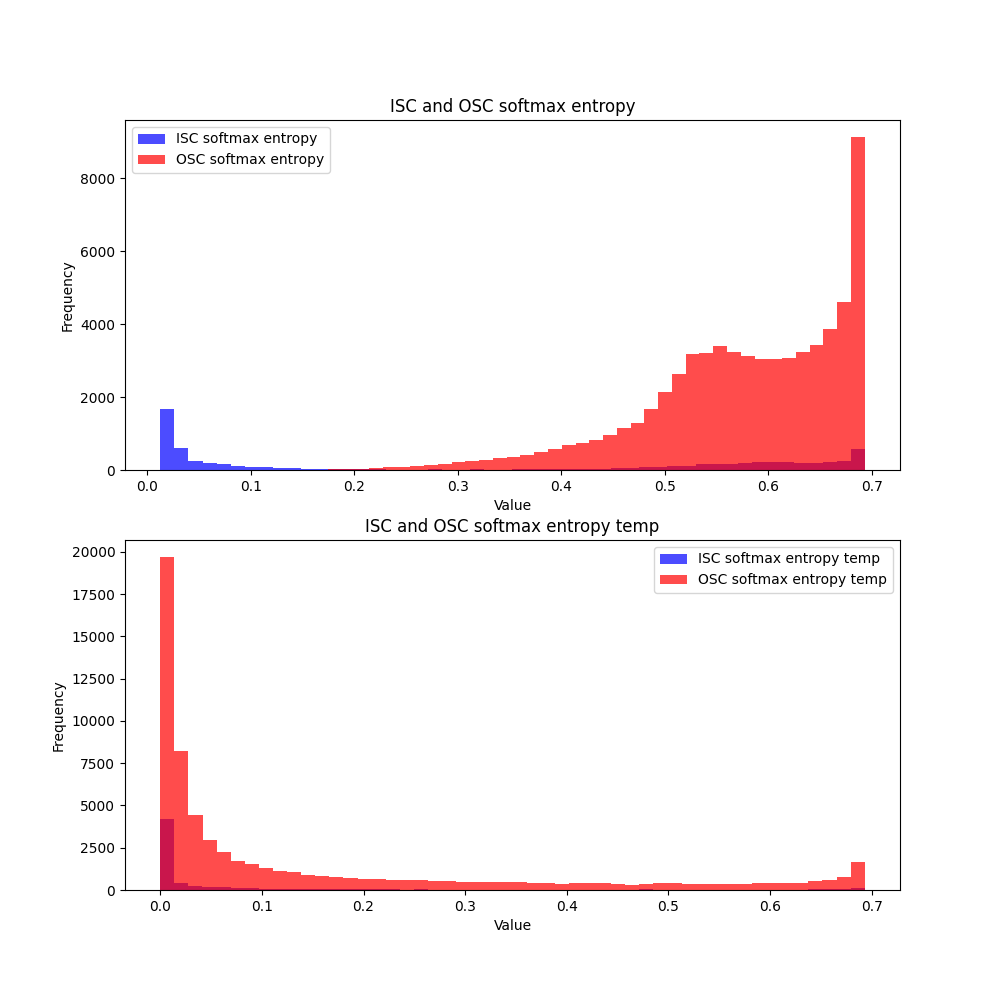 ISC and OSC softmax entropy
ISC softmax entropy
OSC softmax entropy
Frequency
8000
6000
4000
2000
0
0.0 0.1 0.2 0.3 0.4 0.5 0.6 0.7
Value
ISC and OSC softmax entropy temp
ISC softmax entropy temp
OSC softmax entropy temp
Frequency
20000
17500
15000
12500
10000
7500
5000
2500
0
0.0 0.1 0.2 0.3 0.4 0.5 0.6 0.7
Value